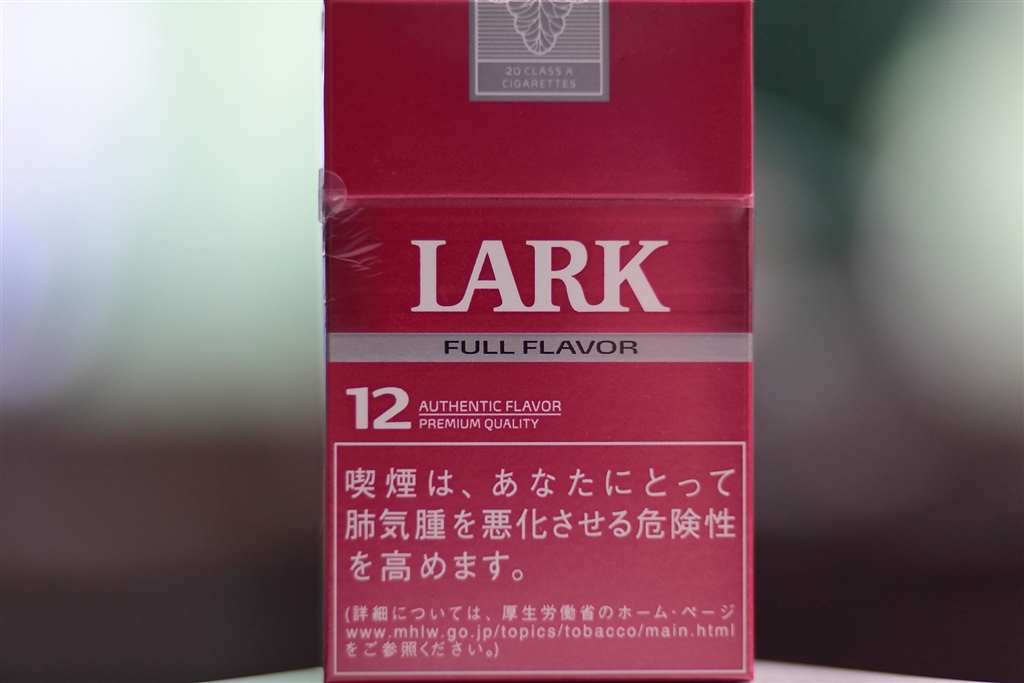 20 CLASS A
CIGARETTES
LARK
FULL FLAVOR
12 AUTHENTIC FLAVOR
PREMIUM QUALITY
喫煙は、あなたにとって
肺気腫を悪化させる危険性
を高めます。
(詳細については、厚生労働省のホーム・ページ
www.mhlw.go.jp/topics/tobacco/main.html
をご参照ください。)